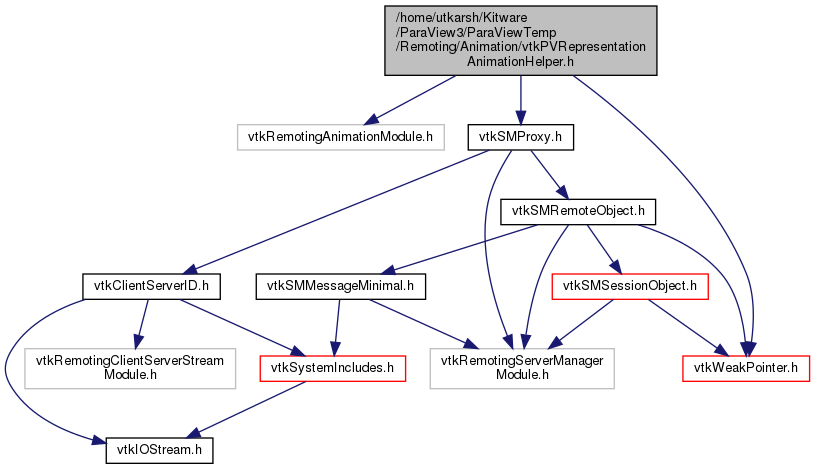 /home/utkarsh/Kitware
/ParaView3/ParaViewTemp
/Remoting/Animation/vtkPVRepresentation
AnimationHelper.h
vtkRemotingAnimationModule.h
vtkSMProxy.h
vtkSMRemoteObject.h
vtkClientServerID.h
vtkSMMessageMinimal.h
vtkSMSessionObject.h
vtkRemotingClientServerStream
Module.h
vtkSystemIncludes.h
vtkRemotingServerManager
Module.h
vtkWeakPointer.h
vtkIOStream.h